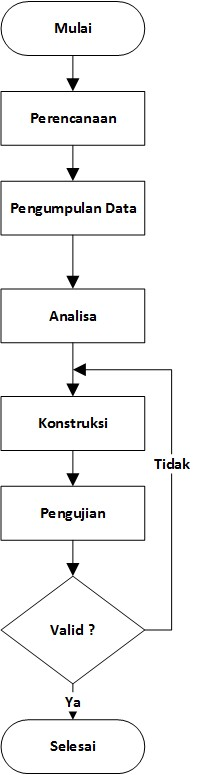 Mulai
Perencanaan
Pengumpulan Data
Analisa
Konstruksi
Tidak
Pengujian
Valid ?
Ya
Selesai